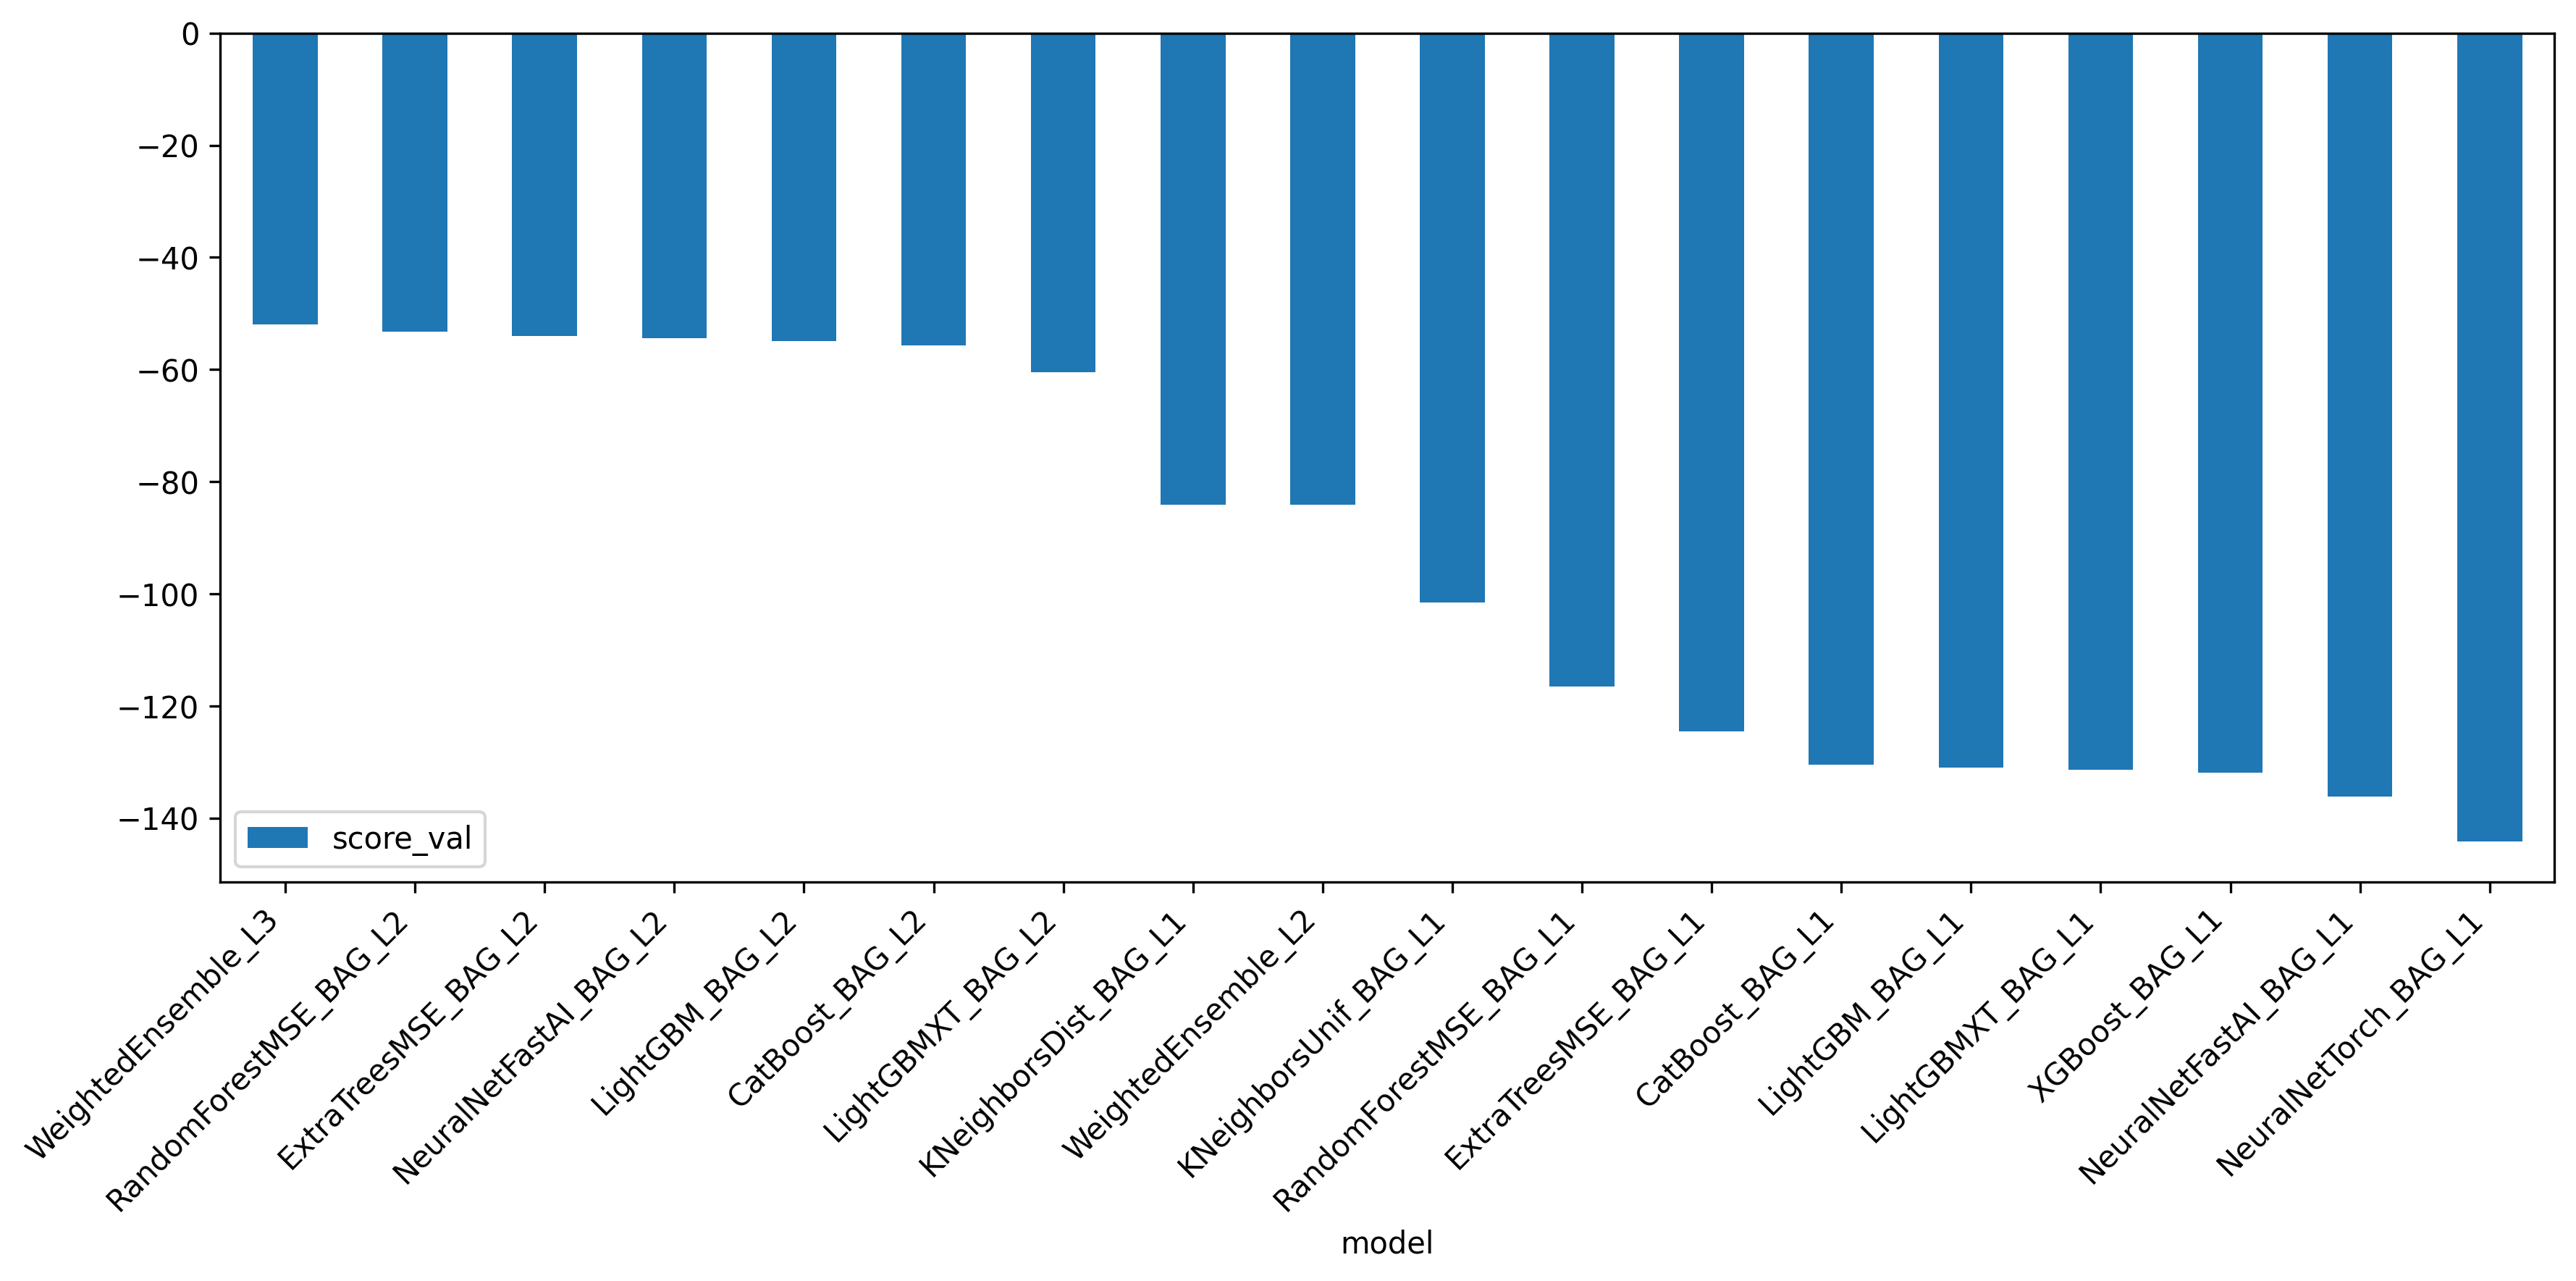 0
−20
−40
−60
−80
−100
−120
−140
score_val
WeightedEnsemble_L3
RandomForestMSE_BAG_L2
ExtraTreesMSE_BAG_L2
NeuralNetFastAI_BAG_L2
LightGBM_BAG_L2
CatBoost_BAG_L2
LightGBMXT_BAG_L2
KNeighborsDist_BAG_L1
WeightedEnsemble_L2
KNeighborsUnif_BAG_L1
RandomForestMSE_BAG_L1
ExtraTreesMSE_BAG_L1
CatBoost_BAG_L1
LightGBM_BAG_L1
LightGBMXT_BAG_L1
XGBoost_BAG_L1
NeuralNetFastAI_BAG_L1
NeuralNetTorch_BAG_L1
model